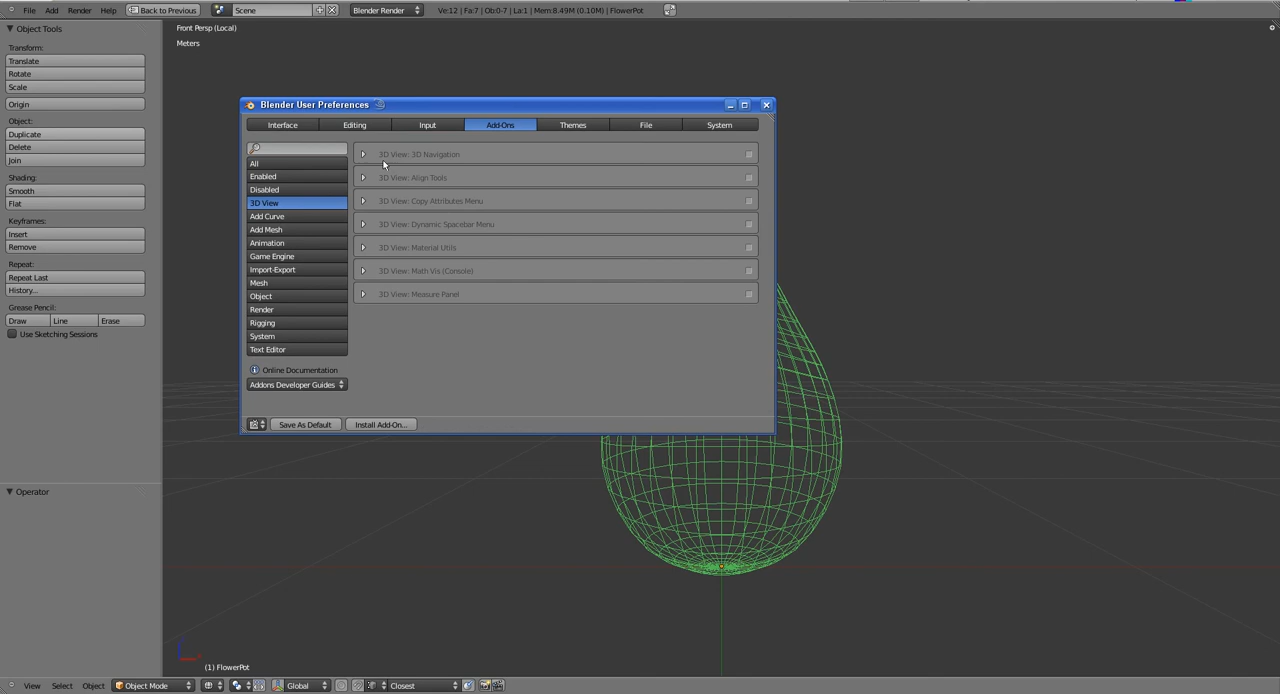 File Add Render Help Back to Previous Scene Blender Render Ve:12 | Fa:7 | Ob:0-7 | La:1 | Mem:8.49M (0.10M) | FlowerPot
Object Tools
Transform:
Translate
Rotate
Scale
Origin
Object:
Duplicate
Delete
Join
Shading:
Smooth
Flat
Keyframes:
Insert
Remove
Repeat:
Repeat Last
History...
Grease Pencil:
Draw Line Erase
Use Sketching Sessions
Operator
Front Persp (Local)
Meters
Blender User Preferences
Interface Editing Input Add-Ons Themes File System
All
Enabled
Disabled
3D View
Add Curve
Add Mesh
Animation
Game Engine
Import-Export
Mesh
Object
Render
Rigging
System
Text Editor
Online Documentation
Addons Developer Guides
3D View: 3D Navigation
3D View: Align Tools
3D View: Copy Attributes Menu
3D View: Dynamic Spacebar Menu
3D View: Material Utils
3D View: Math Vis (Console)
3D View: Measure Panel
Save As Default Install Add-On...
(1) FlowerPot
View Select Object Object Mode Global Closest